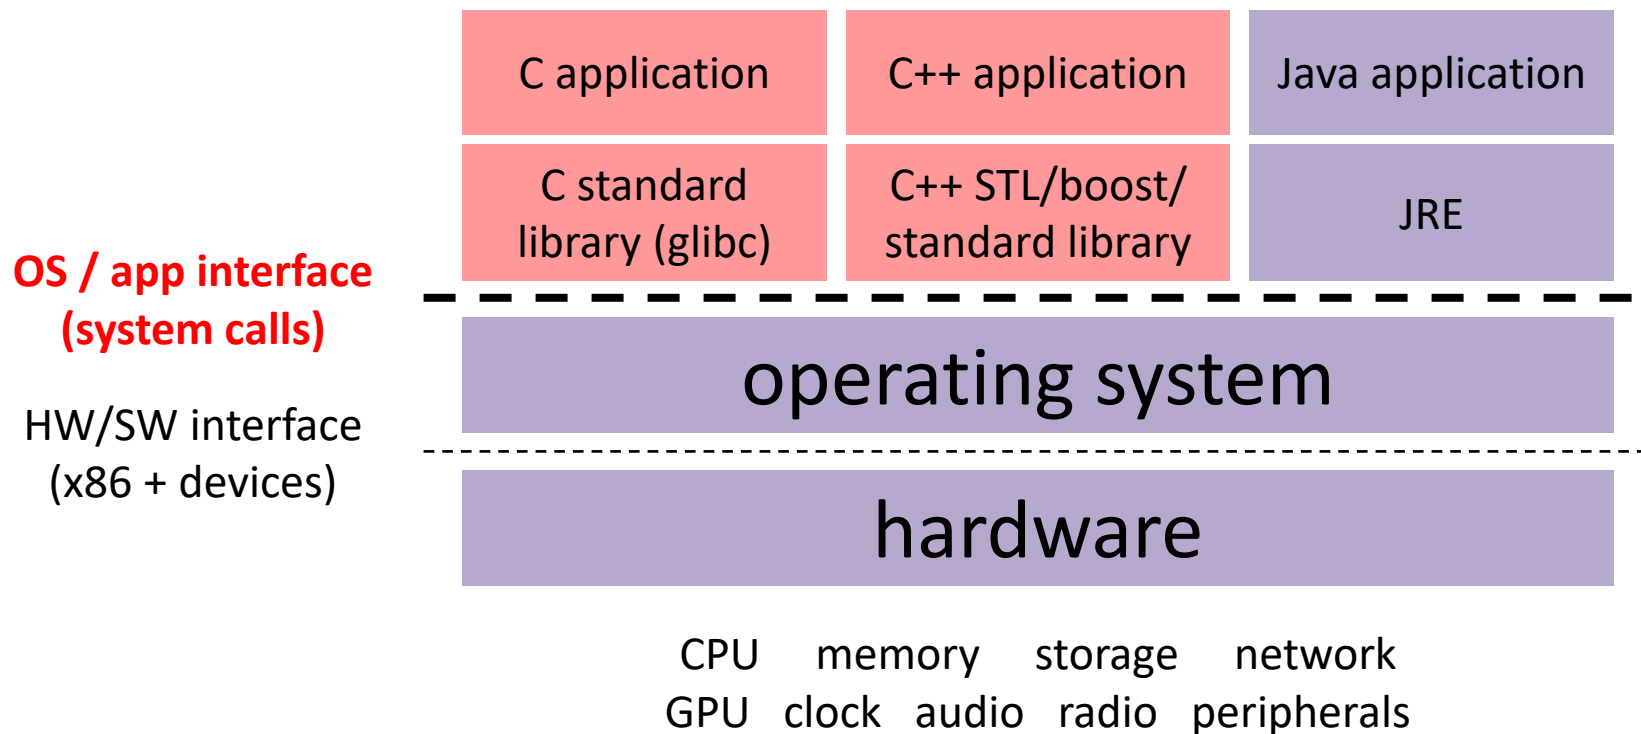 C application
C++ application
Java application
C standard
library (glibc)
C++ STL/boost/
standard library
JRE
OS / app interface
(system calls)
operating system
HW/SW interface
(x86 + devices)
hardware
CPU memory storage network
GPU clock audio radio peripherals